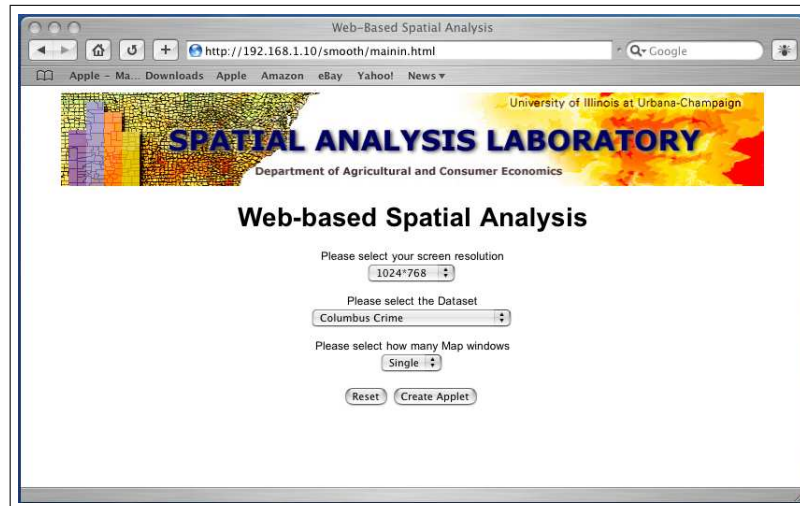 Web-Based Spatial Analysis
http://192.168.1.10/smooth/mainin.html
Google
Apple - Ma... Downloads Apple Amazon eBay Yahoo! News
University of Illinois at Urbana-Champaign
SPATIAL ANALYSIS LABORATORY
Department of Agricultural and Consumer Economics
Web-based Spatial Analysis
Please select your screen resolution
1024*768
Please select the Dataset
Columbus Crime
Please select how many Map windows
Single
Reset Create Applet